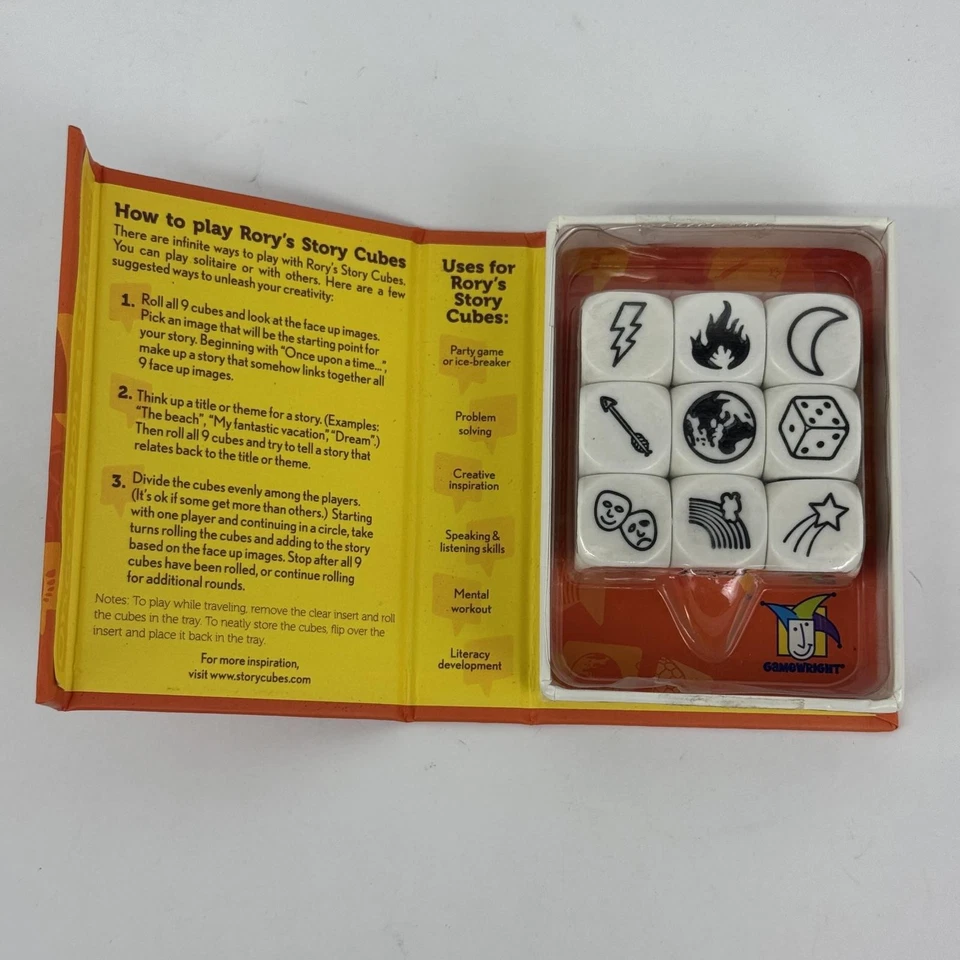 How to play Rory's Story Cubes
There are infinite ways to play with Rory's Story Cubes.
You can play solitaire or with others. Here are a few
suggested ways to unleash your creativity:
1. Roll all 9 cubes and look at the face up images.
Pick an image that will be the starting point for
your story. Beginning with "Once upon a time...",
make up a story that somehow links together all
9 face up images.
2. Think up a title or theme for a story. (Examples:
"The beach", "My fantastic vacation", "Dream".)
Then roll all 9 cubes and try to tell a story that
relates back to the title or theme.
3. Divide the cubes evenly among the players.
(It's ok if some get more than others.) Starting
with one player and continuing in a circle, take
turns rolling the cubes and adding to the story
based on the face up images. Stop after all 9
cubes have been rolled, or continue rolling
for additional rounds.
Notes: To play while traveling, remove the clear insert and roll
the cubes in the tray. To neatly store the cubes, flip over the
insert and place it back in the tray.
For more inspiration,
visit www.storycubes.com
Uses for
Rory's
Story
Cubes:
Party game
or ice-breaker
Problem
solving
Creative
inspiration
Speaking &
listening skills
Mental
workout
Literacy
development
GAMEWRIGHT®